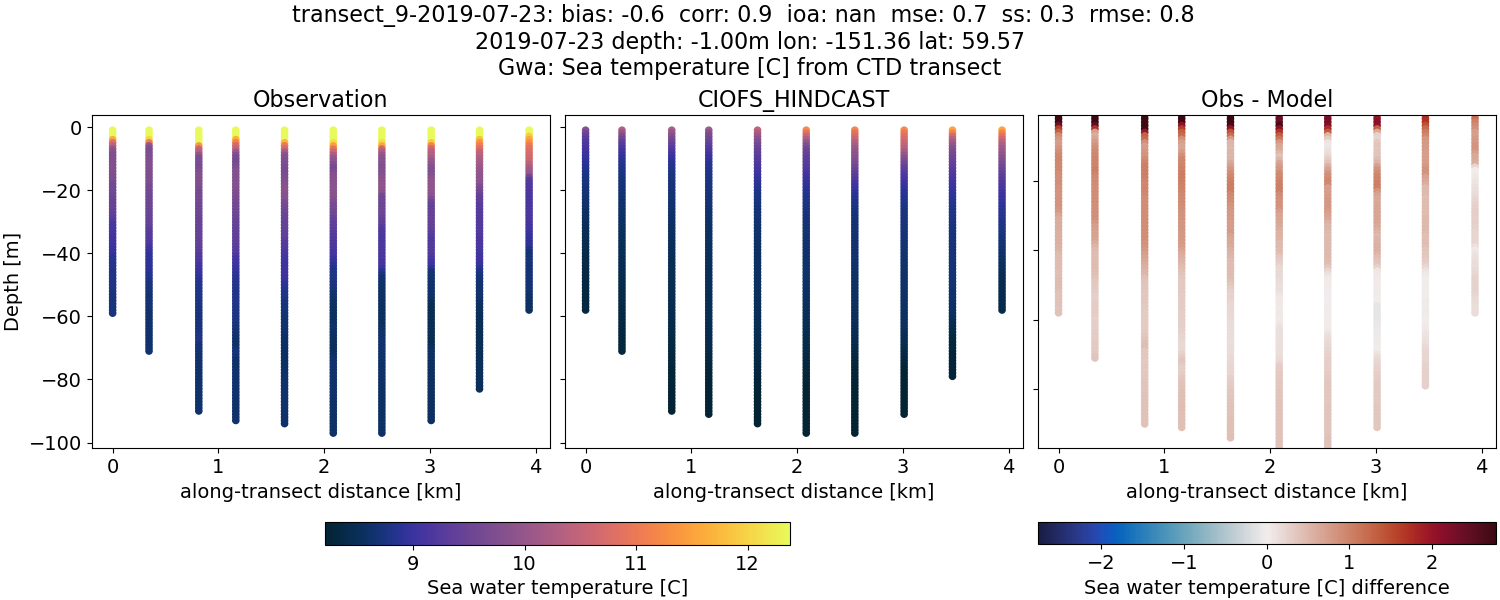 transect_9-2019-07-23: bias: -0.6  corr: 0.9  ioa: nan  mse: 0.7  ss: 0.3  rmse: 0.8
2019-07-23 depth: -1.00m lon: -151.36 lat: 59.57
Gwa: Sea temperature [C] from CTD transect
Observation
CIOFS_HINDCAST
Obs - Model
Depth [m]
0
−20
−40
−60
−80
−100
0 1 2 3 4
0 1 2 3 4
0 1 2 3 4
along-transect distance [km]
along-transect distance [km]
along-transect distance [km]
9 10 11 12
Sea water temperature [C]
−2 −1 0 1 2
Sea water temperature [C] difference